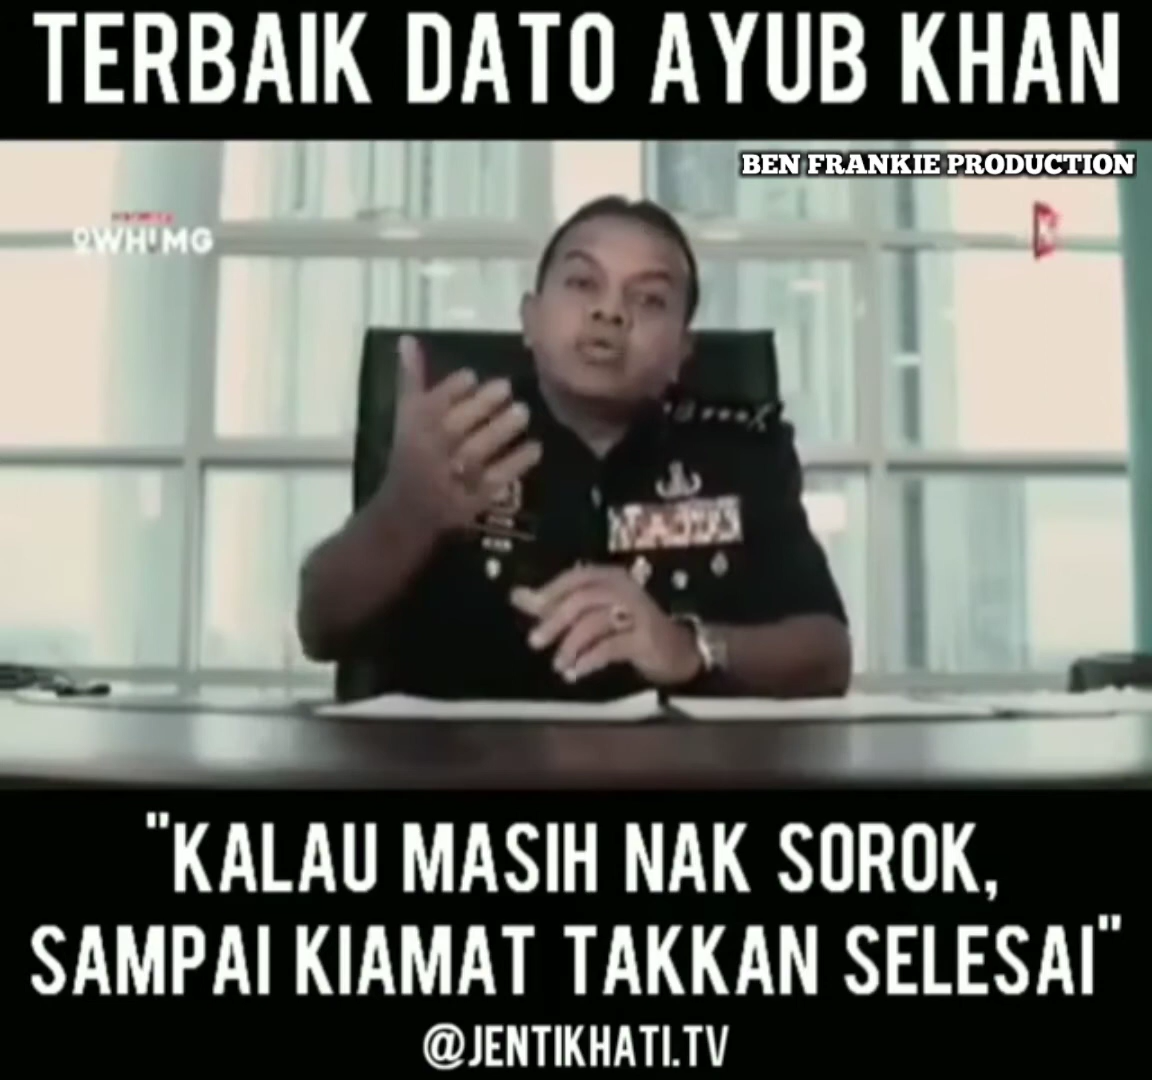 TERBAIK DATO AYUB KHAN
BEN FRANKIE PRODUCTION
"KALAU MASIH NAK SOROK,
SAMPAI KIAMAT TAKKAN SELESAI"
@JENTIKHATI.TV